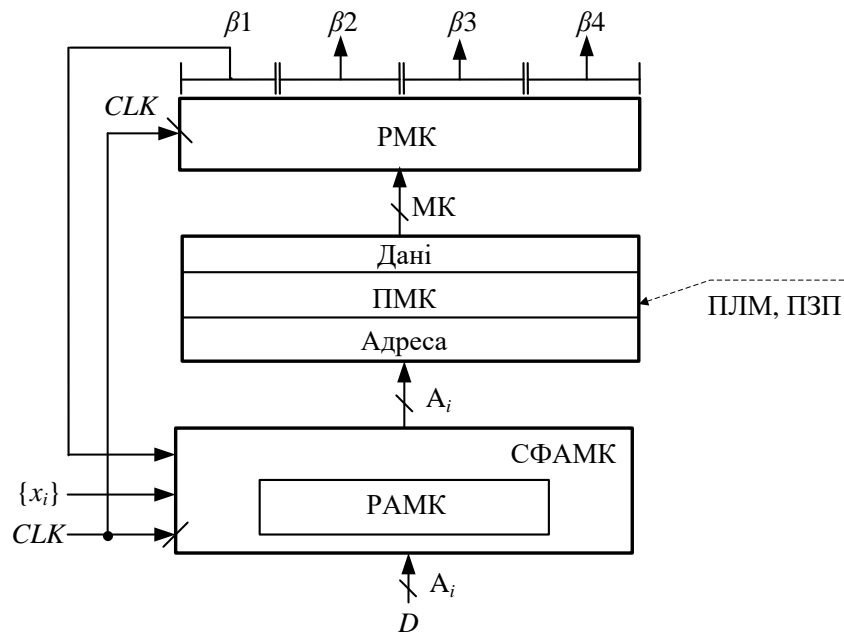 β1 β2 β3 β4
CLK
РМК
МК
Дані
ПМК
ПЛМ, ПЗП
Адреса
Aᵢ
СФАМК
{xᵢ}
РАМК
CLK
Aᵢ
D